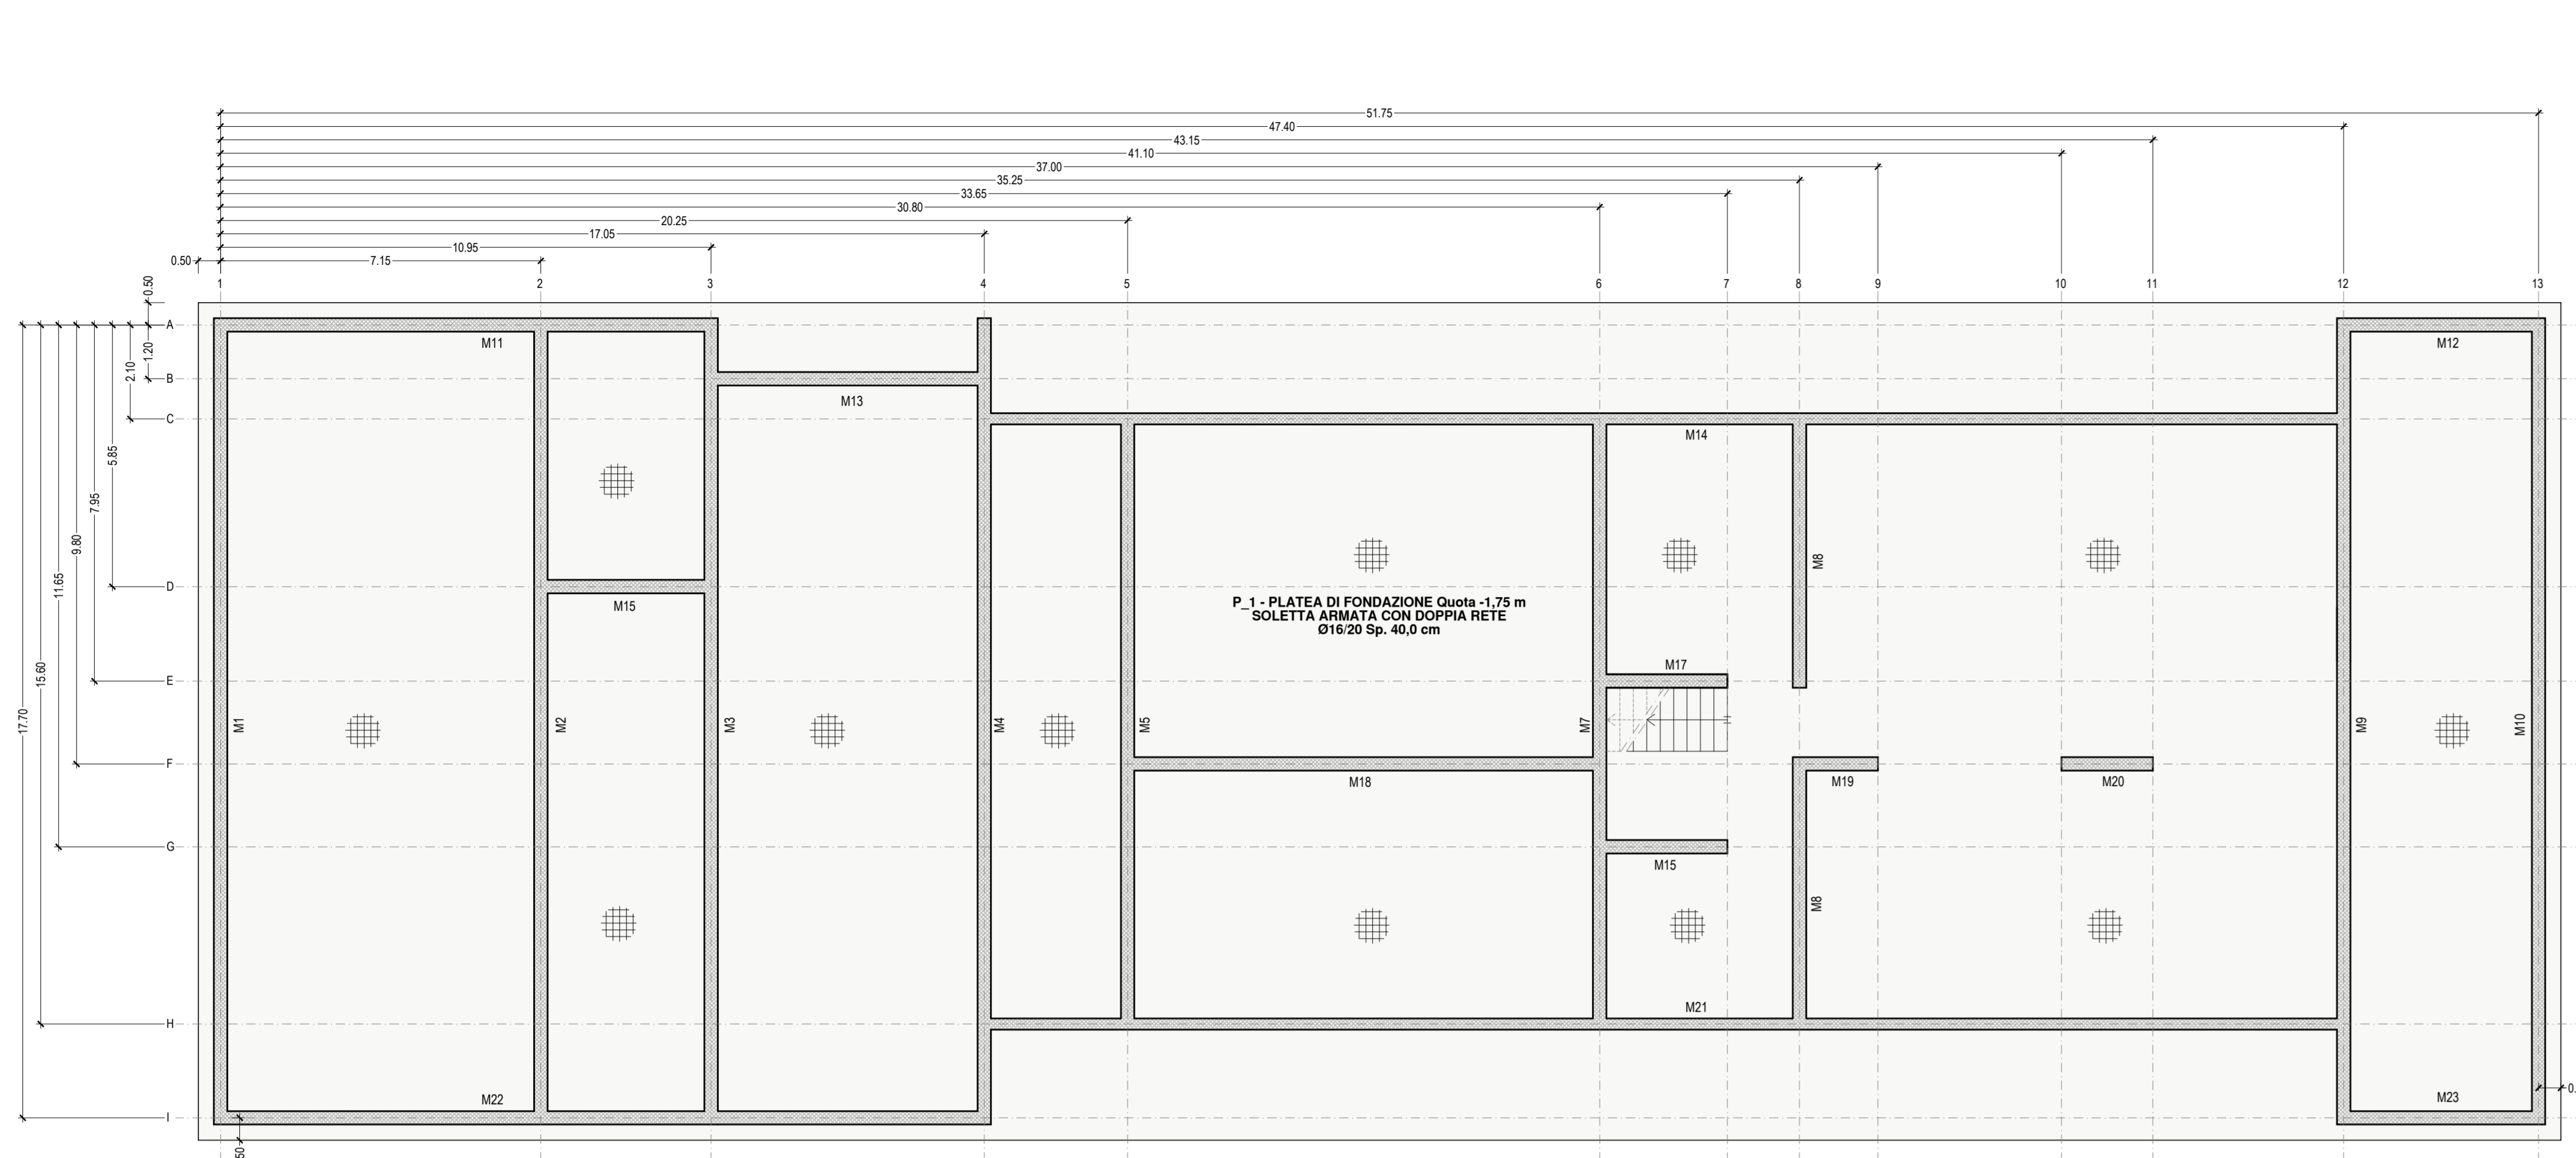 51.75
47.40
43.15
41.10
37.00
35.25
33.65
30.80
20.25
17.05
10.95
0.50 7.15
1 2 3 4 5 6 7 8 9 10 11 12 13
0.50
A
1.20
2.10
B
C
5.85
7.95
D
9.80
11.65
E
15.60
17.70
F
G
H
I
M11
M12
M13
M14
M8
M15
P_1 - PLATEA DI FONDAZIONE Quota -1,75 m
SOLETTA ARMATA CON DOPPIA RETE
Ø16/20 Sp. 40,0 cm
M17
M1
M2
M3
M4
M5
M7
M9
M10
M18
M19
M20
M15
M8
M21
M22
M23
0.
50